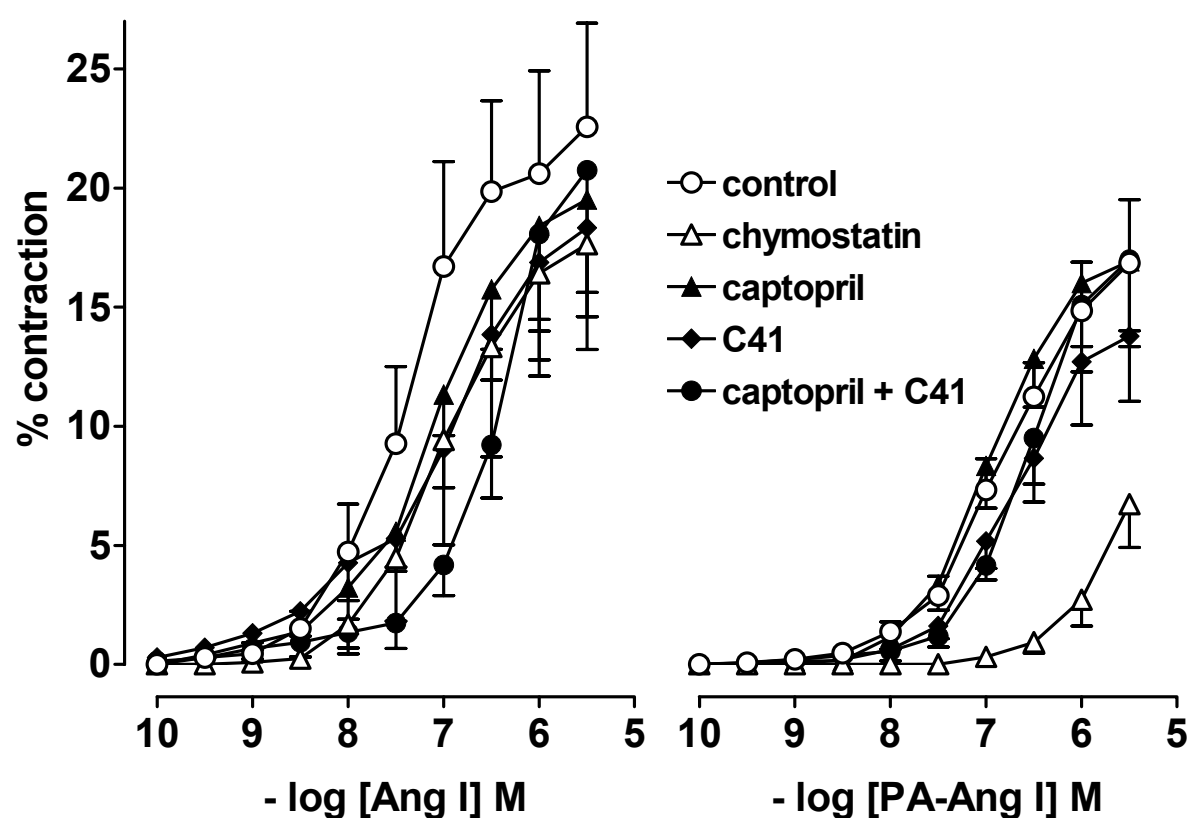 % contraction
25
20
15
10
5
0
10 9 8 7 6 5
- log [Ang I] M
control
chymostatin
captopril
C41
captopril + C41
10 9 8 7 6 5
- log [PA-Ang I] M